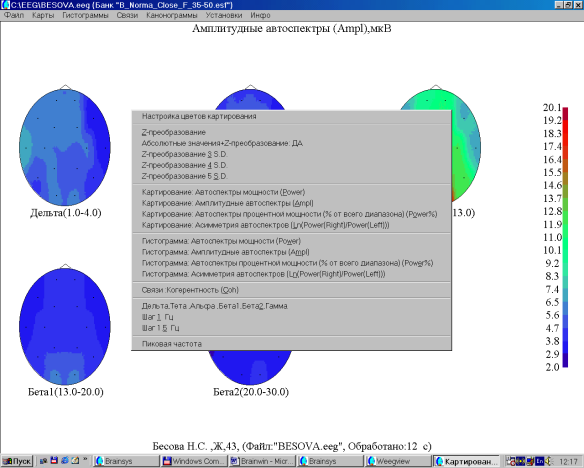 C:\EEG\BESOVA.eeg (Банк "B_Norma_Close_F_35-50.esf")
Файл Карты Гистограммы Связи Канонограммы Установки Инфо
Амплитудные автоспектры (Ampl),мкВ
Настройка цветов картирования
Z-преобразование
Абсолютные значения+Z-преобразование: ДА
Z-преобразование 3 S.D.
Z-преобразование 4 S.D.
Z-преобразование 5 S.D.
Картирование: Автоспекты мощности (Power)
Картирование: Амплитудные автоспекты (Ampl)
Картирование: Автоспектры процентной мощности (% от всего диапазона) (Power%)
Картирование: Асимметрия автоспектров (Ln(Power(Right)/Power(Left)))
Гистограмма: Автоспектры мощности (Power)
Гистограмма: Амплитудные автоспектры (Ampl)
Гистограмма: Автоспектры процентной мощности (% от всего диапазона) (Power%)
Гистограмма: Асимметрия автоспектров (Ln(Power(Right)/Power(Left)))
Связи :Когерентность (Coh)
Дельта.Тета .Альфа .Бета1.Бета2.Гамма
Шаг 1 Гц
Шаг 1.5 Гц
Пиковая частота
Дельта(1.0-4.0)
13.0)
Бета1(13.0-20.0)
Бета2(20.0-30.0)
20.1
19.2
18.3
17.4
16.5
14.6
13.7
12.8
11.9
11.0
10.1
9.2
8.3
7.4
6.5
5.6
4.7
3.8
2.9
2.0
Бесова Н.С. ,Ж,43, (Файл:"BESOVA.eeg", Обработано:12 с)
Пуск
Brainsys
Windows Com...
Brainwin - Micr...
Brainsys
Weegview
Картирован...
En
12:17